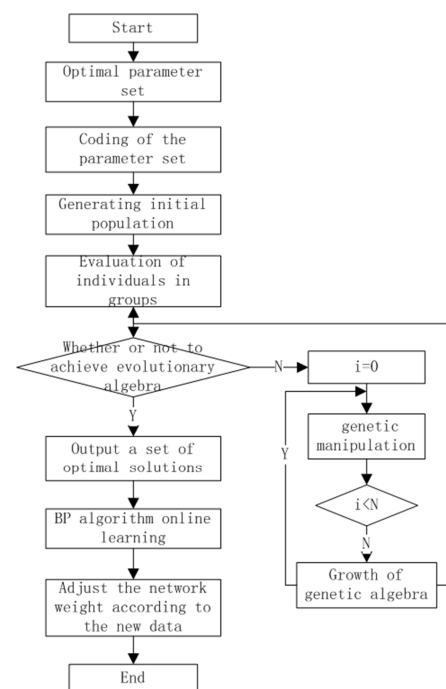 Start
Optimal parameter
set
Coding of the
parameter set
Generating initial
population
Evaluation of
individuals in
groups
Whether or not to
achieve evolutionary
algebra
N
i=0
Y
genetic
manipulation
Y
i<N
N
Growth of
genetic algebra
Output a set of
optimal solutions
BP algorithm online
learning
Adjust the network
weight according to
the new data
End